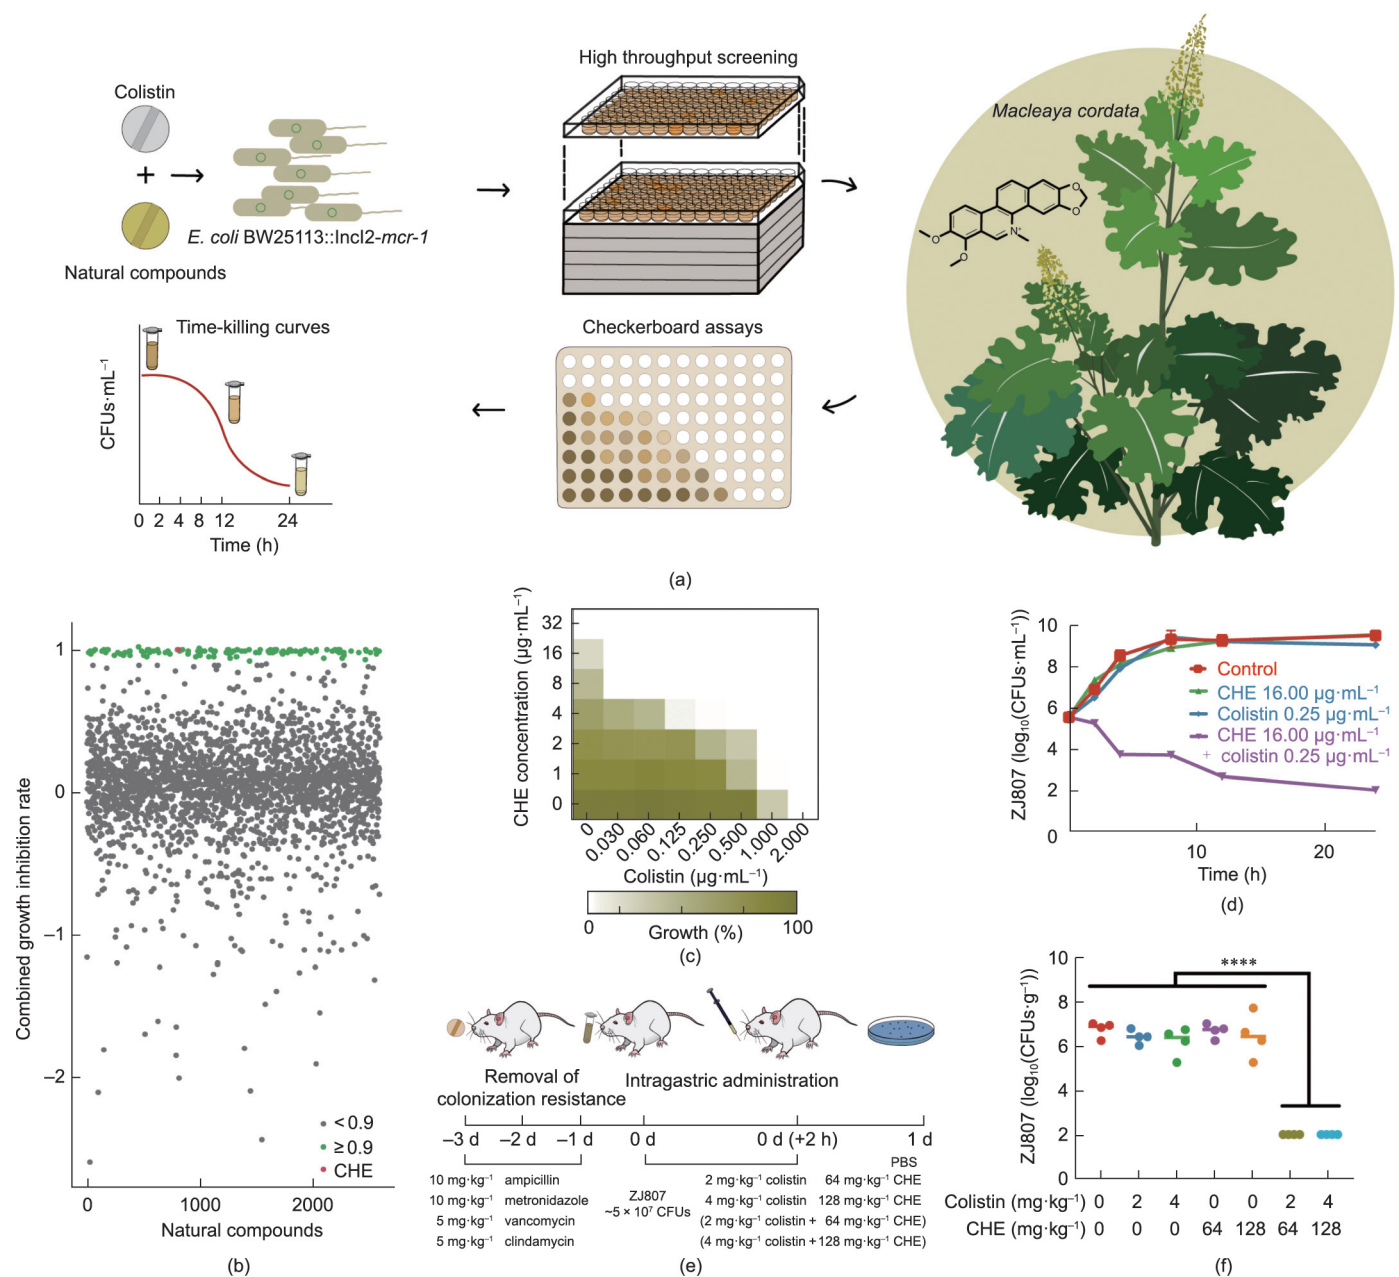 High throughput screening
Colistin
+
Natural compounds
E. coli BW25113::IncI2-mcr-1
Macleaya cordata
O
O
O
O
N+
Time-killing curves
CFUs·mL−1
0 2 4 8 12 24
Time (h)
Checkerboard assays
(a)
Combined growth inhibition rate
1
0
−1
−2
< 0.9
≥ 0.9
CHE
0 1000 2000
Natural compounds
(b)
CHE concentration (μg·mL−1)
32
16
8
4
2
1
0
0 0.030 0.060 0.125 0.250 0.500 1.000 2.000
Colistin (μg·mL−1)
0 100
Growth (%)
(c)
ZJ807 (log10(CFUs·mL−1))
10
8
6
4
2
0
Control
CHE 16.00 μg·mL−1
Colistin 0.25 μg·mL−1
CHE 16.00 μg·mL−1
+ colistin 0.25 μg·mL−1
10 20
Time (h)
(d)
Removal of
colonization resistance
Intragastric administration
−3 d −2 d −1 d 0 d 0 d (+2 h) 1 d
PBS
10 mg·kg−1 ampicillin
10 mg·kg−1 metronidazole
5 mg·kg−1 vancomycin
5 mg·kg−1 clindamycin
ZJ807
~5 × 10⁷ CFUs
2 mg·kg−1 colistin 64 mg·kg−1 CHE
4 mg·kg−1 colistin 128 mg·kg−1 CHE
(2 mg·kg−1 colistin + 64 mg·kg−1 CHE)
(4 mg·kg−1 colistin +128 mg·kg−1 CHE)
(e)
ZJ807 (log10(CFUs·g−1))
10
8
6
4
2
0
****
Colistin (mg·kg−1) 0 2 4 0 0 2 4
CHE (mg·kg−1) 0 0 0 64 128 64 128
(f)